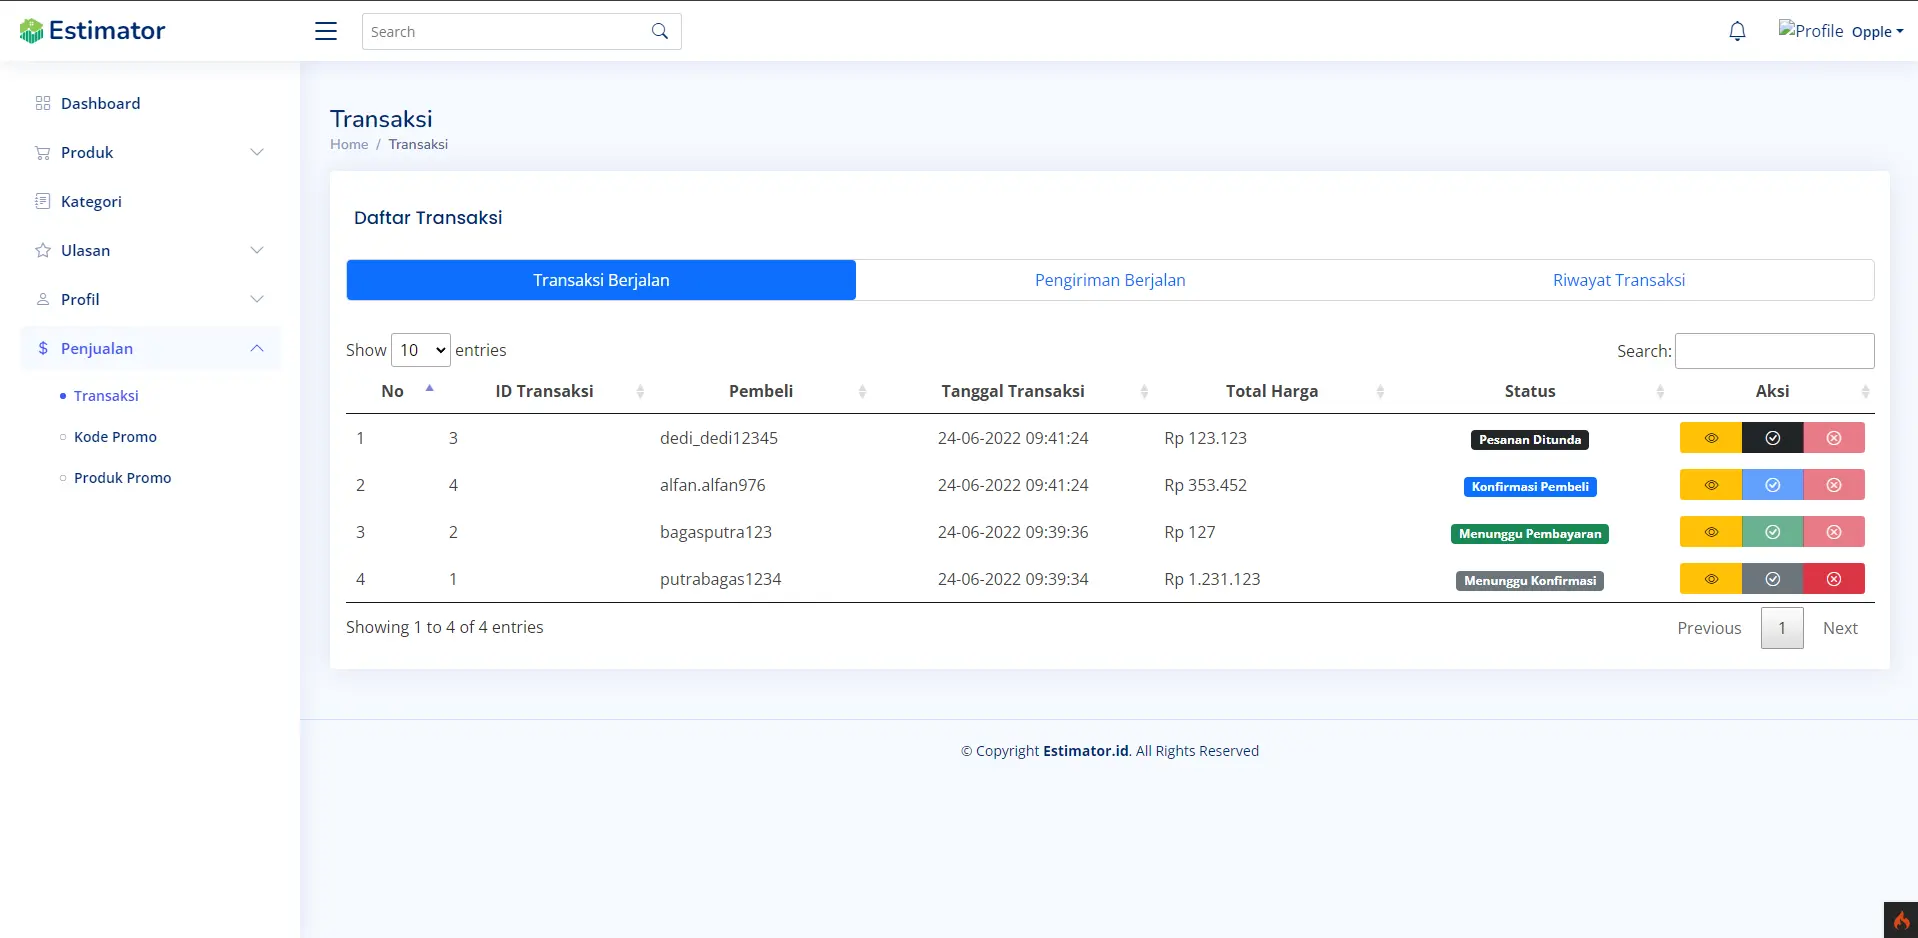 Estimator
Search
Profile Opple
Dashboard
Produk
Kategori
Ulasan
Profil
Penjualan
Transaksi
Kode Promo
Produk Promo
Transaksi
Home / Transaksi
Daftar Transaksi
Transaksi Berjalan Pengiriman Berjalan Riwayat Transaksi
Show 10 entries Search:
No ID Transaksi Pembeli Tanggal Transaksi Total Harga Status Aksi
1 3 dedi_dedi12345 24-06-2022 09:41:24 Rp 123.123 Pesanan Ditunda
2 4 alfan.alfan976 24-06-2022 09:41:24 Rp 353.452 Konfirmasi Pembeli
3 2 bagasputra123 24-06-2022 09:39:36 Rp 127 Menunggu Pembayaran
4 1 putrabagas1234 24-06-2022 09:39:34 Rp 1.231.123 Menunggu Konfirmasi
Showing 1 to 4 of 4 entries Previous 1 Next
© Copyright Estimator.id. All Rights Reserved